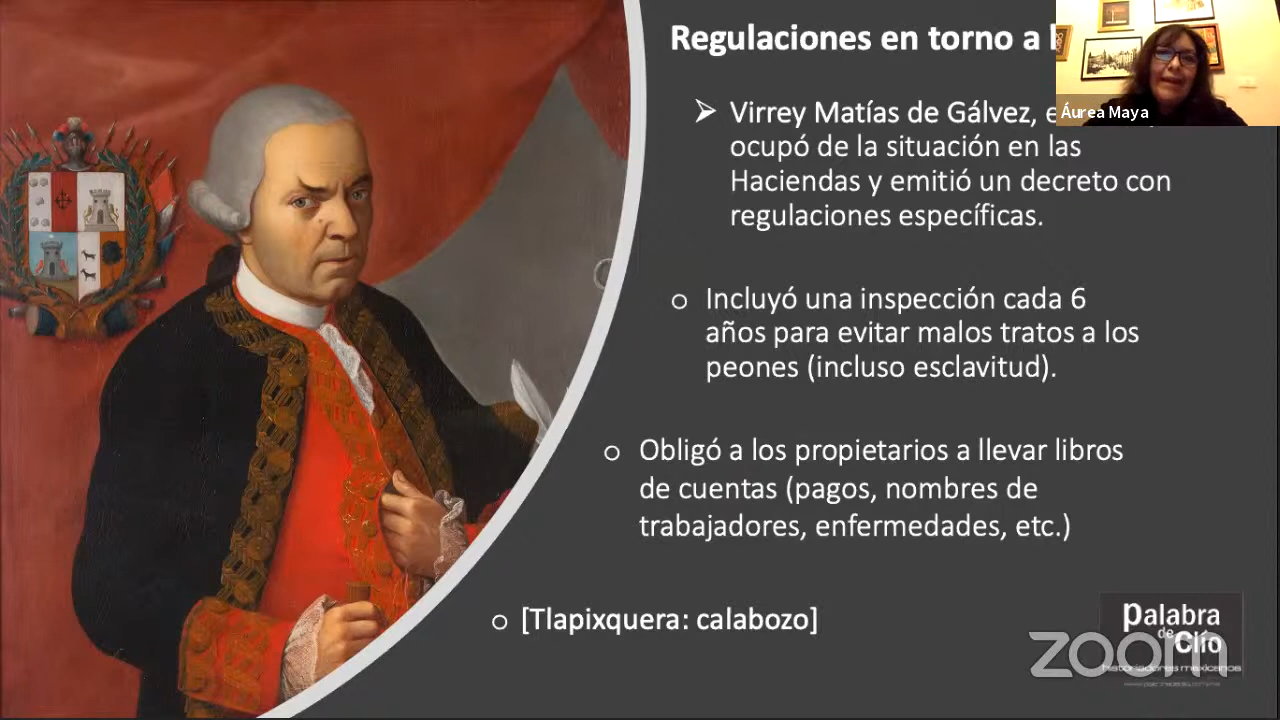 Regulaciones en torno a
Áurea Maya
➢ Virrey Matías de Gálvez,
ocupó de la situación en las
Haciendas y emitió un decreto con
regulaciones específicas.
o Incluyó una inspección cada 6
años para evitar malos tratos a los
peones (incluso esclavitud).
o Obligó a los propietarios a llevar libros
de cuentas (pagos, nombres de
trabajadores, enfermedades, etc.)
o [Tlapixquera: calabozo]
Palabra
de Clío
zoom
historiadores mexicanos